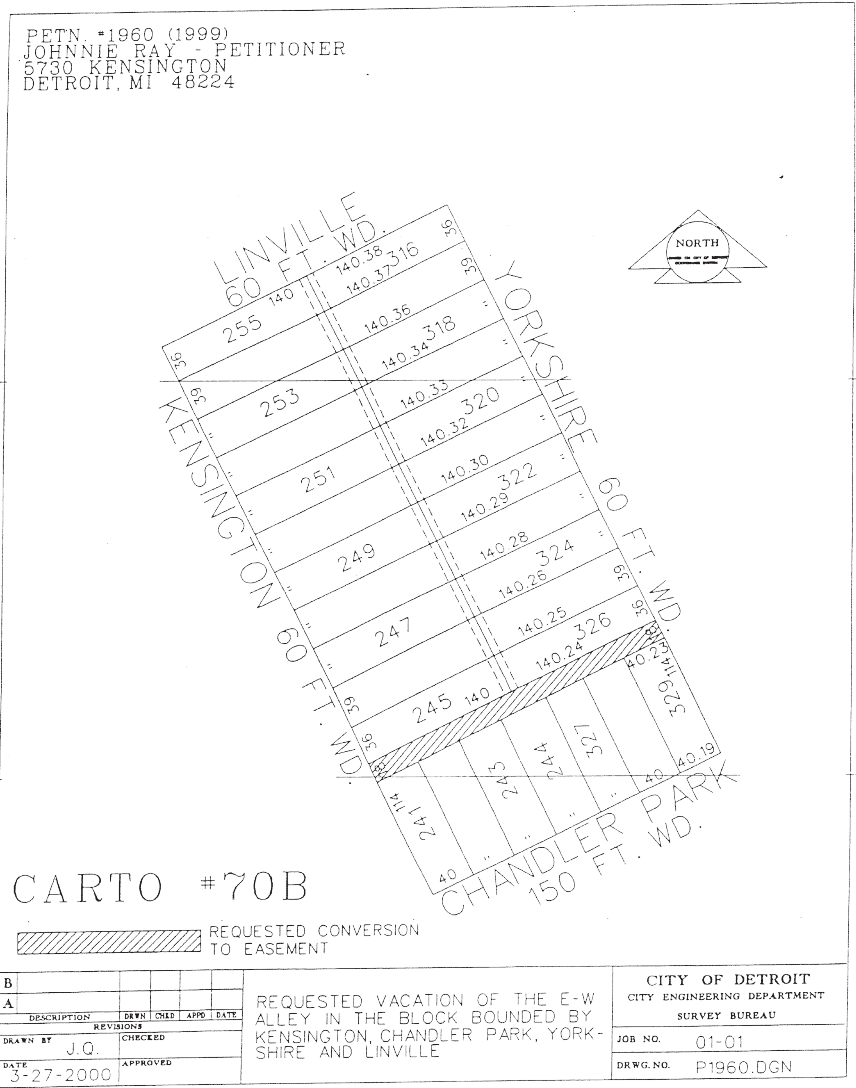 PETN. #1960 (1999)
JOHNNIE RAY - PETITIONER
5730 KENSINGTON
DETROIT, MI 48224
NORTH
LINVILLE
60 FT. WD.
YORKSHIRE 60 FT. WD.
KENSINGTON 60 FT. WD.
CHANDLER PARK
150 FT. WD.
36
255
140
140.38
316
36
140.37
39
39
140.36
318
"
140.34
253
140.33
320
"
"
140.32
"
251
140.30
322
"
"
140.29
"
249
140.28
324
"
"
140.26
39
247
140.25
326
36
"
140.24
39
245
140
36
18
18
40.2
114
329
241
114
243
244
327
40
"
"
"
"
40
40.19
CARTO #70B
REQUESTED CONVERSION
TO EASEMENT
B
A
DESCRIPTION DRWN CHKD APPD DATE
REVISIONS
DRAWN BY J.Q.
CHECKED
DATE 3-27-2000
APPROVED
REQUESTED VACATION OF THE E-W
ALLEY IN THE BLOCK BOUNDED BY
KENSINGTON, CHANDLER PARK, YORK-
SHIRE AND LINVILLE
CITY OF DETROIT
CITY ENGINEERING DEPARTMENT
SURVEY BUREAU
JOB NO. 01-01
DRWG. NO. P1960.DGN